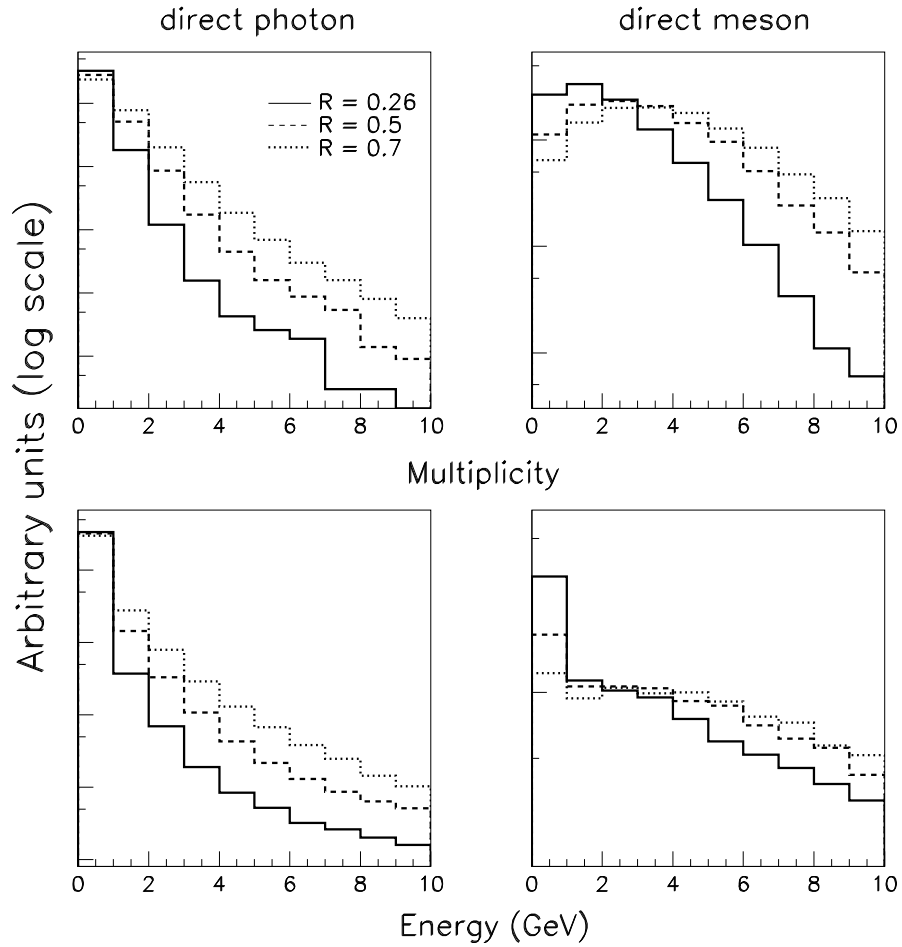 direct photon
direct meson
R = 0.26
R = 0.5
R = 0.7
0 2 4 6 8 10
0 2 4 6 8 10
Multiplicity
Arbitrary units (log scale)
0 2 4 6 8 10
0 2 4 6 8 10
Energy (GeV)